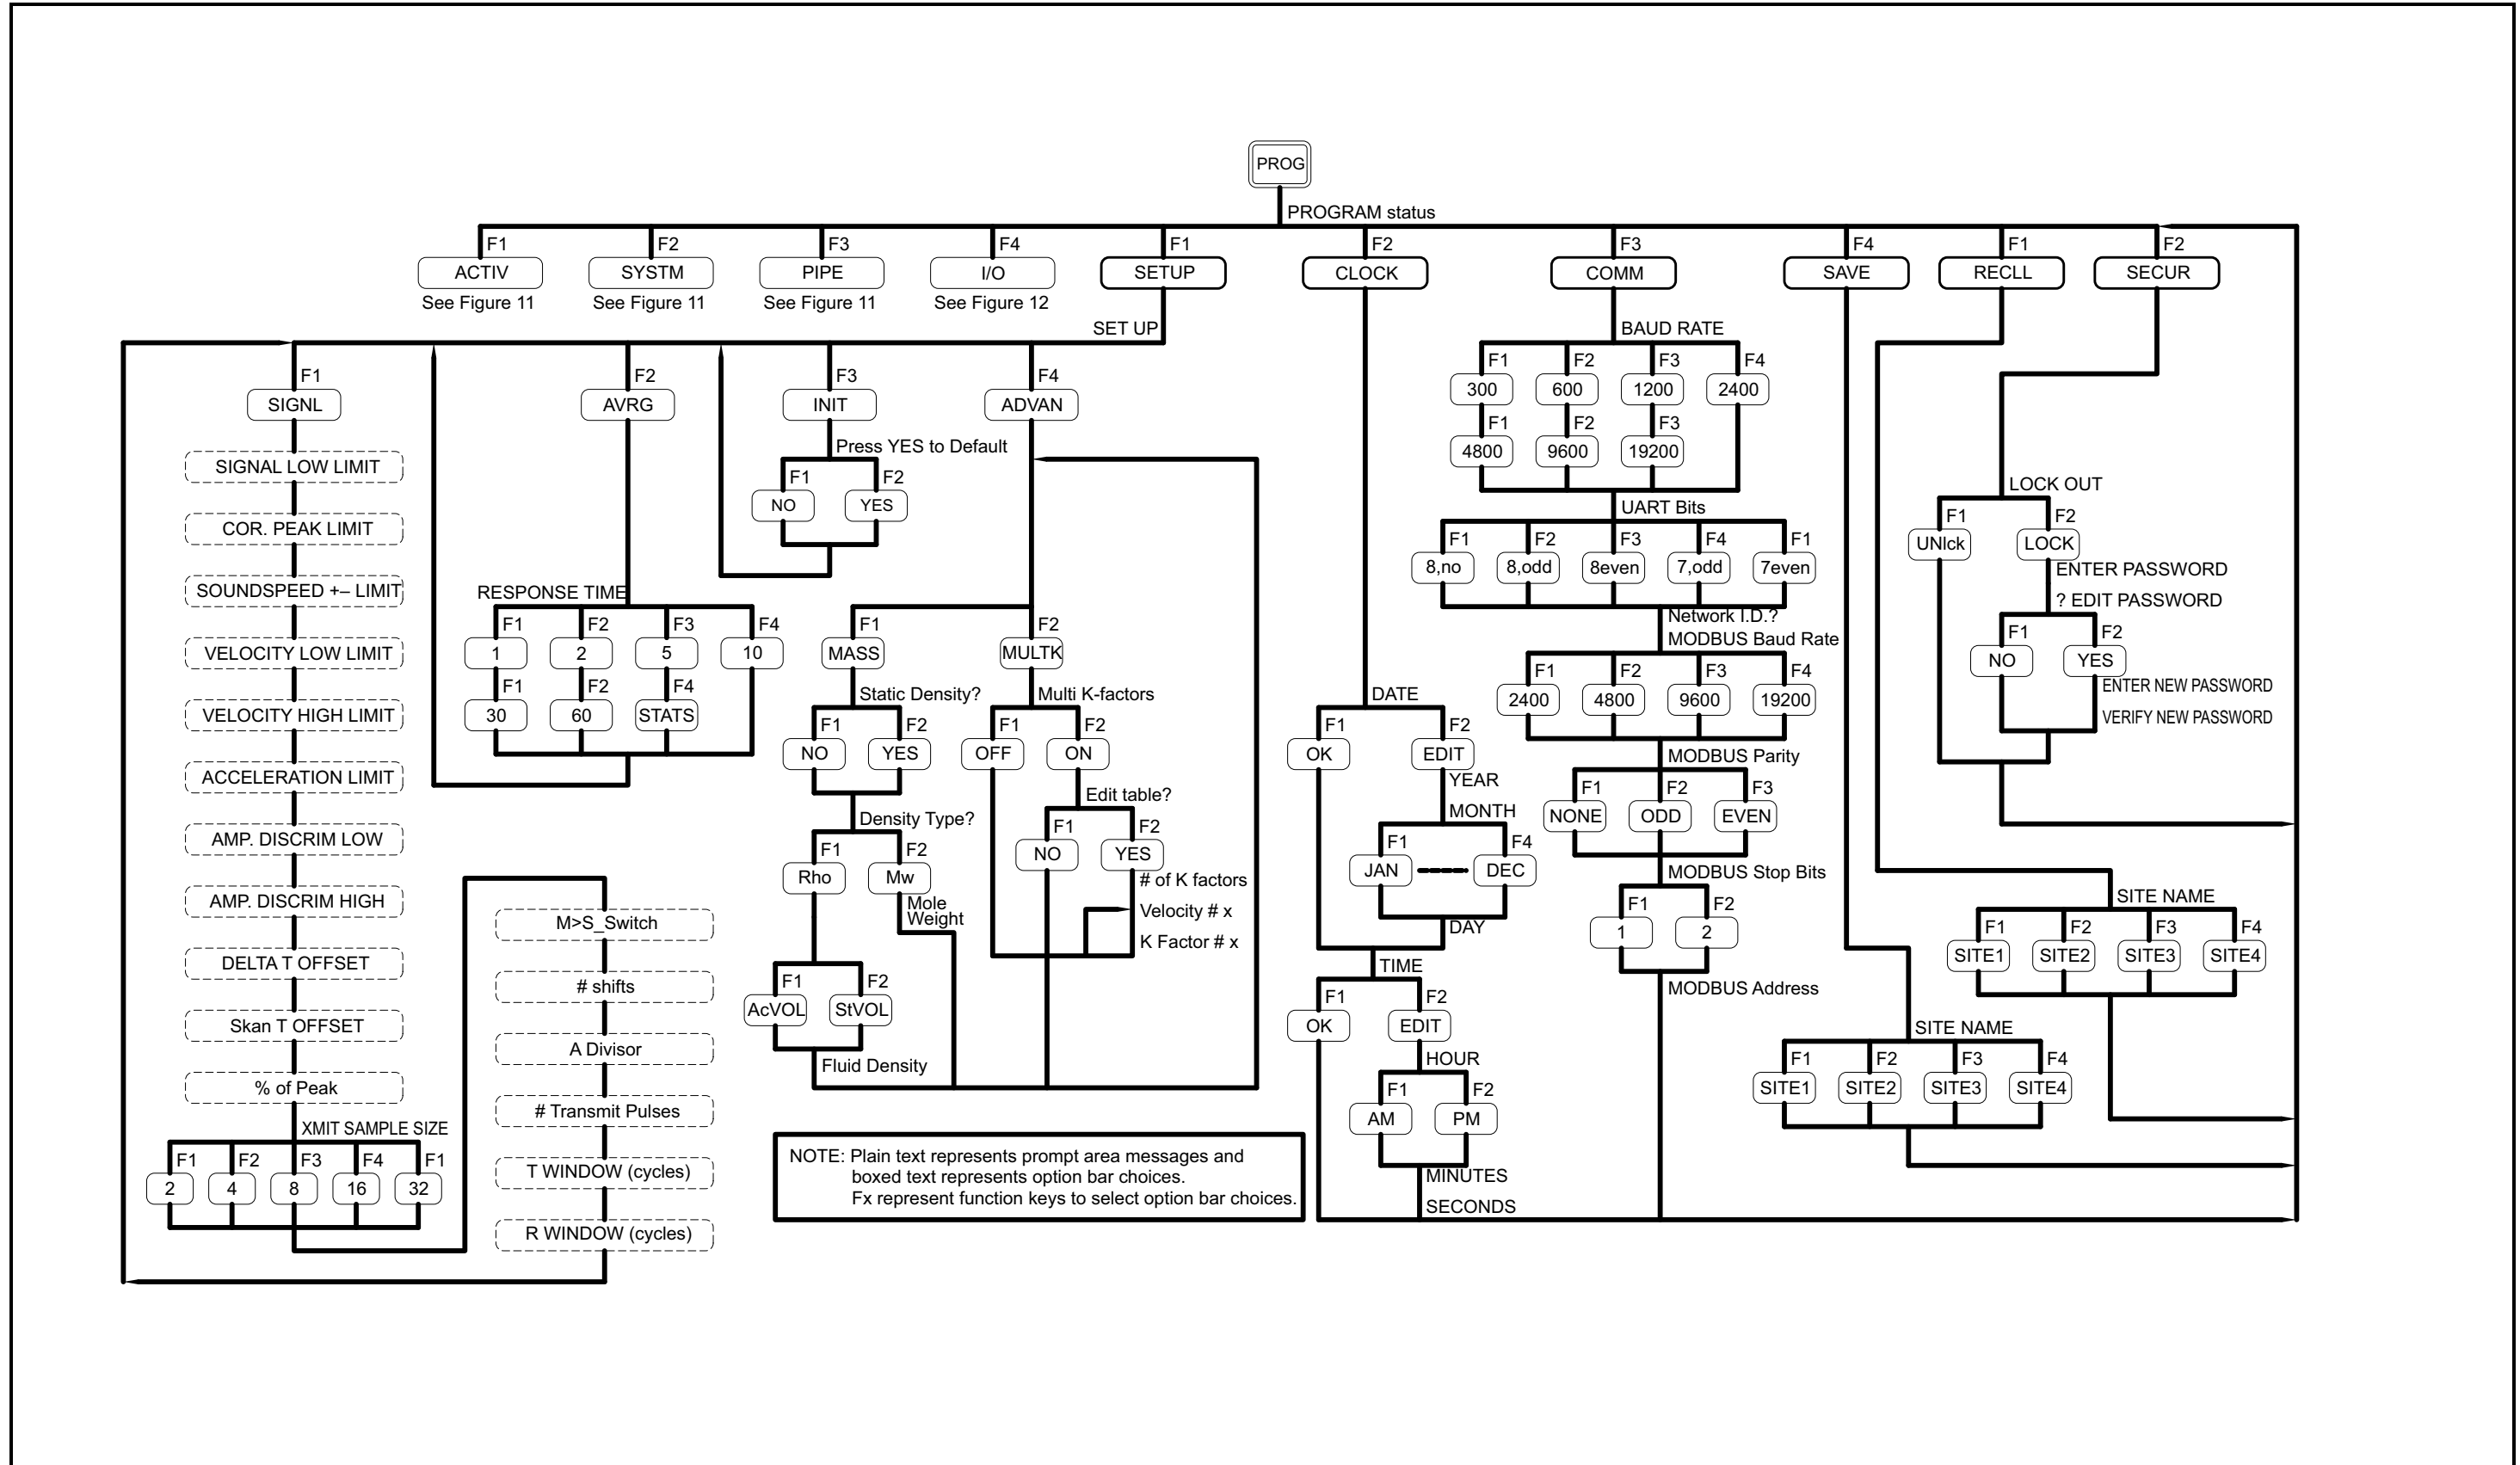 PROG
PROGRAM status
F1
F2
F3
F4
F1
F2
F3
F4
F1
F2
ACTIV
SYSTM
PIPE
I/O
SETUP
CLOCK
COMM
SAVE
RECLL
SECUR
See Figure 11
See Figure 11
See Figure 11
See Figure 12
SET UP
F1
SIGNL
SIGNAL LOW LIMIT
COR. PEAK LIMIT
SOUNDSPEED +– LIMIT
VELOCITY LOW LIMIT
VELOCITY HIGH LIMIT
ACCELERATION LIMIT
AMP. DISCRIM LOW
AMP. DISCRIM HIGH
DELTA T OFFSET
Skan T OFFSET
% of Peak
XMIT SAMPLE SIZE
F1
F2
F3
F4
F1
2
4
8
16
32
M>S_Switch
# shifts
A Divisor
# Transmit Pulses
T WINDOW (cycles)
R WINDOW (cycles)
F2
AVRG
RESPONSE TIME
F1
F2
F3
F4
1
2
5
10
F1
F2
F4
30
60
STATS
F3
INIT
Press YES to Default
F1
F2
NO
YES
F4
ADVAN
F1
F2
MASS
MULTK
Static Density?
F1
F2
NO
YES
Density Type?
F1
F2
Rho
Mw
Mole
Weight
F1
F2
AcVOL
StVOL
Fluid Density
Multi K-factors
F1
F2
OFF
ON
Edit table?
F1
F2
NO
YES
# of K factors
Velocity # x
K Factor # x
NOTE: Plain text represents prompt area messages and
boxed text represents option bar choices.
Fx represent function keys to select option bar choices.
DATE
F1
F2
OK
EDIT
YEAR
MONTH
F1
F4
JAN
DEC
DAY
TIME
F1
F2
OK
EDIT
HOUR
F1
F2
AM
PM
MINUTES
SECONDS
BAUD RATE
F1
F2
F3
F4
300
600
1200
2400
F1
F2
F3
4800
9600
19200
UART Bits
F1
F2
F3
F4
F1
8,no
8,odd
8even
7,odd
7even
Network I.D.?
MODBUS Baud Rate
F1
F2
F3
F4
2400
4800
9600
19200
MODBUS Parity
F1
F2
F3
NONE
ODD
EVEN
MODBUS Stop Bits
F1
F2
1
2
MODBUS Address
SITE NAME
F1
F2
F3
F4
SITE1
SITE2
SITE3
SITE4
SITE NAME
F1
F2
F3
F4
SITE1
SITE2
SITE3
SITE4
LOCK OUT
F1
F2
UNlck
LOCK
ENTER PASSWORD
? EDIT PASSWORD
F1
F2
NO
YES
ENTER NEW PASSWORD
VERIFY NEW PASSWORD